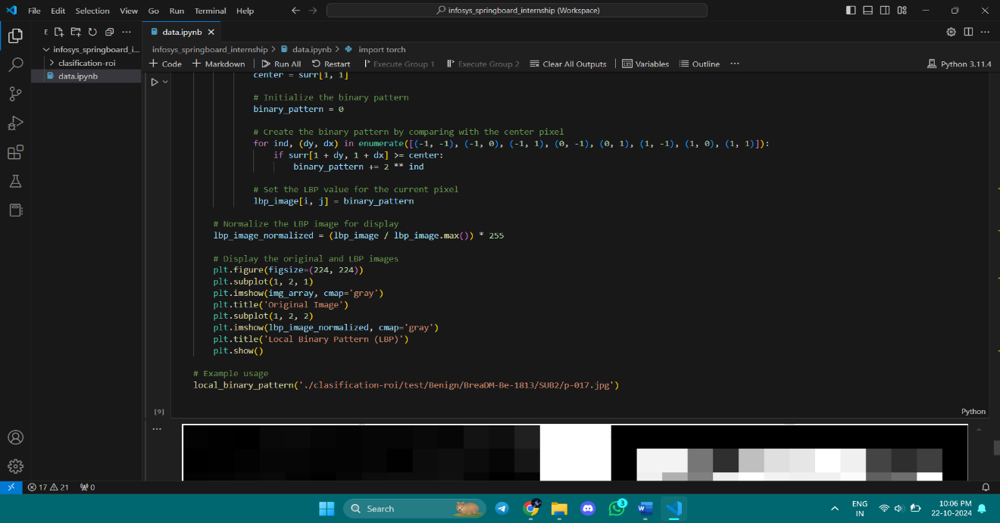 File Edit Selection View Go Run Terminal Help
infosys_springboard_internship (Workspace)
E
data.ipynb
infosys_springboard_i...
clasification-roi
data.ipynb
infosys_springboard_internship > data.ipynb > import torch
+ Code + Markdown Run All Restart Execute Group 1 Execute Group 2 Clear All Outputs Variables Outline ... Python 3.11.4
center = surr[1, 1]
# Initialize the binary pattern
binary_pattern = 0
# Create the binary pattern by comparing with the center pixel
for ind, (dy, dx) in enumerate([(-1, -1), (-1, 0), (-1, 1), (0, -1), (0, 1), (1, -1), (1, 0), (1, 1)]):
if surr[1 + dy, 1 + dx] >= center:
binary_pattern += 2 ** ind
# Set the LBP value for the current pixel
lbp_image[i, j] = binary_pattern
# Normalize the LBP image for display
lbp_image_normalized = (lbp_image / lbp_image.max()) * 255
# Display the original and LBP images
plt.figure(figsize=(224, 224))
plt.subplot(1, 2, 1)
plt.imshow(img_array, cmap='gray')
plt.title('Original Image')
plt.subplot(1, 2, 2)
plt.imshow(lbp_image_normalized, cmap='gray')
plt.title('Local Binary Pattern (LBP)')
plt.show()
# Example usage
local_binary_pattern('./clasification-roi/test/Benign/BreaDM-Be-1813/SUB2/p-017.jpg')
[9]
Python
...
17 21 0
Search
3
ENG
IN
10:06 PM
22-10-2024